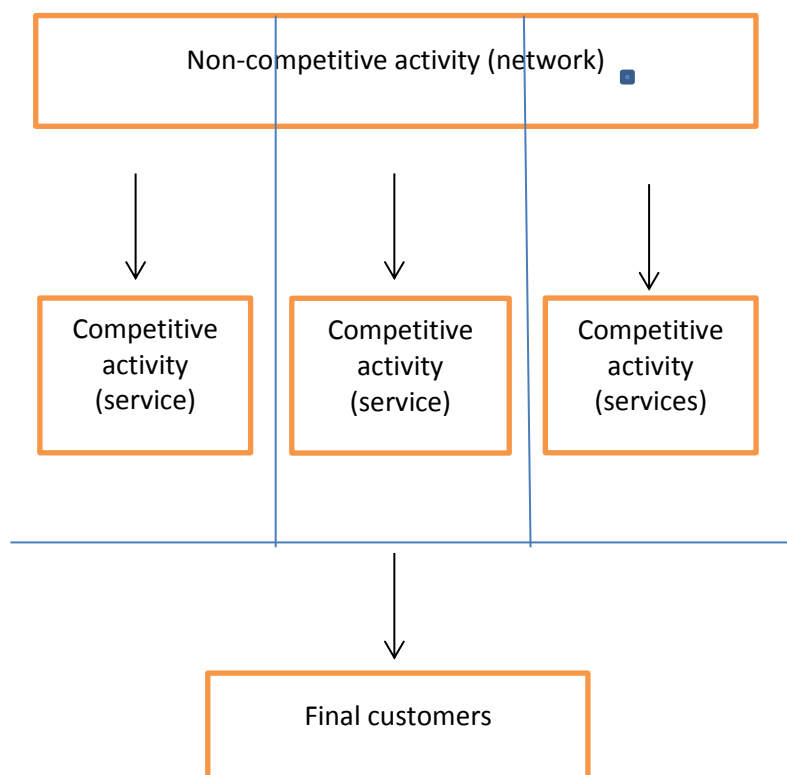 Non-competitive activity (network)
Competitive
activity
(service)
Competitive
activity
(service)
Competitive
activity
(services)
Final customers